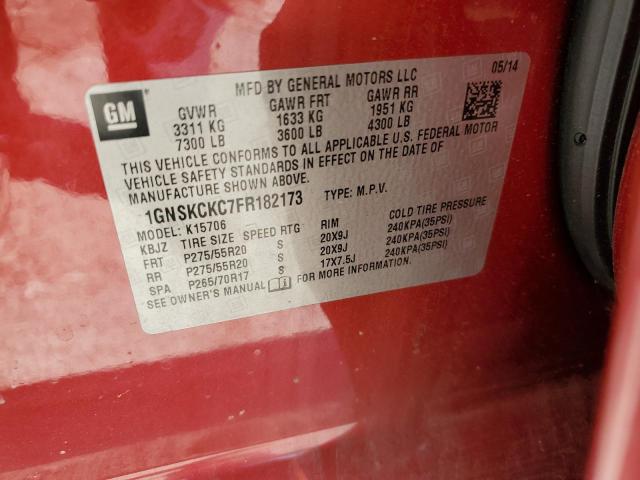 MFD BY GENERAL MOTORS LLC 05/14
GM
GVWR GAWR FRT GAWR RR
3311 KG 1633 KG 1951 KG
7300 LB 3600 LB 4300 LB
THIS VEHICLE CONFORMS TO ALL APPLICABLE U.S. FEDERAL MOTOR
VEHICLE SAFETY STANDARDS IN EFFECT ON THE DATE OF
MANUFACTURE SHOWN ABOVE.
1GNSKCKC7FR182173 TYPE: M.P.V.
MODEL: K15706
KBJZ TIRE SIZE SPEED RTG RIM COLD TIRE PRESSURE
FRT P275/55R20 S 20X9J 240KPA(35PSI)
RR P275/55R20 S 20X9J 240KPA(35PSI)
SPA P265/70R17 S 17X7.5J 240KPA(35PSI)
SEE OWNER'S MANUAL FOR MORE INFORMATION.